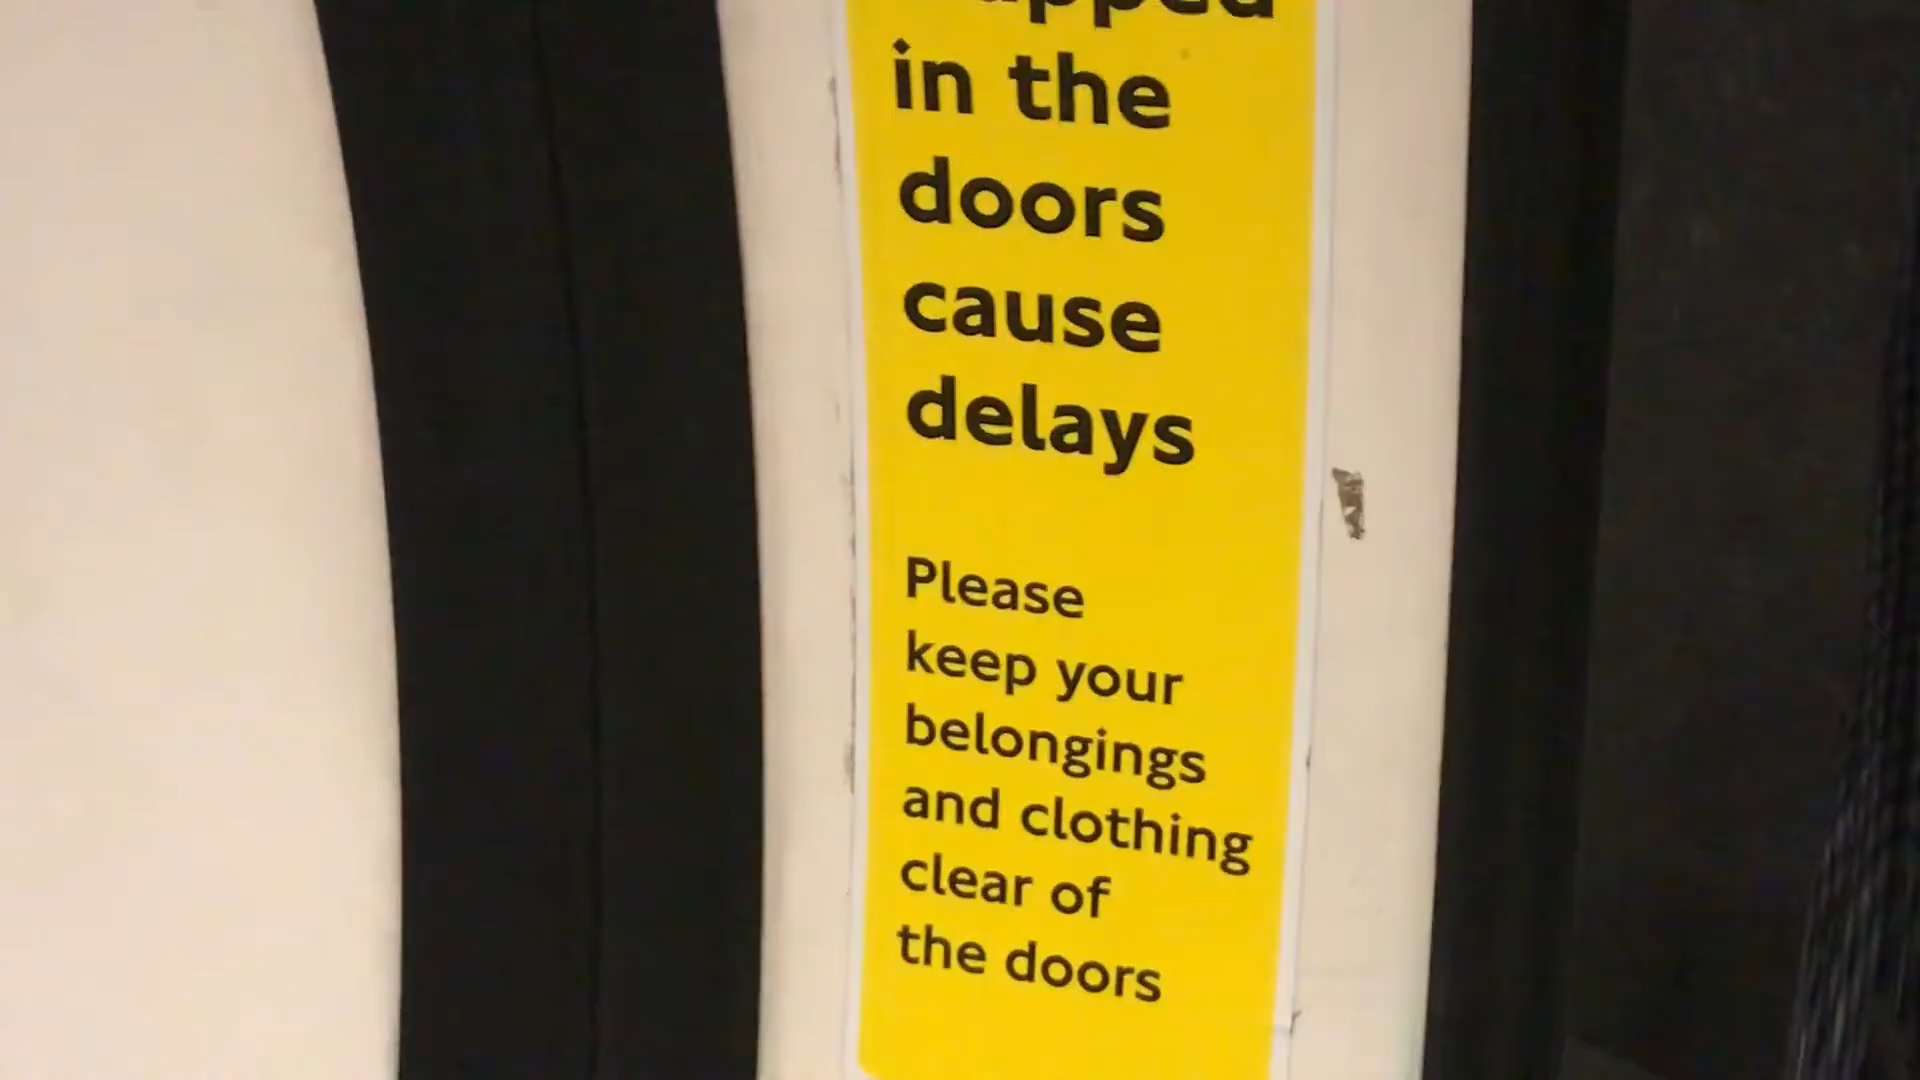 in the
doors
cause
delays
Please
keep your
belongings
and clothing
clear of
the doors